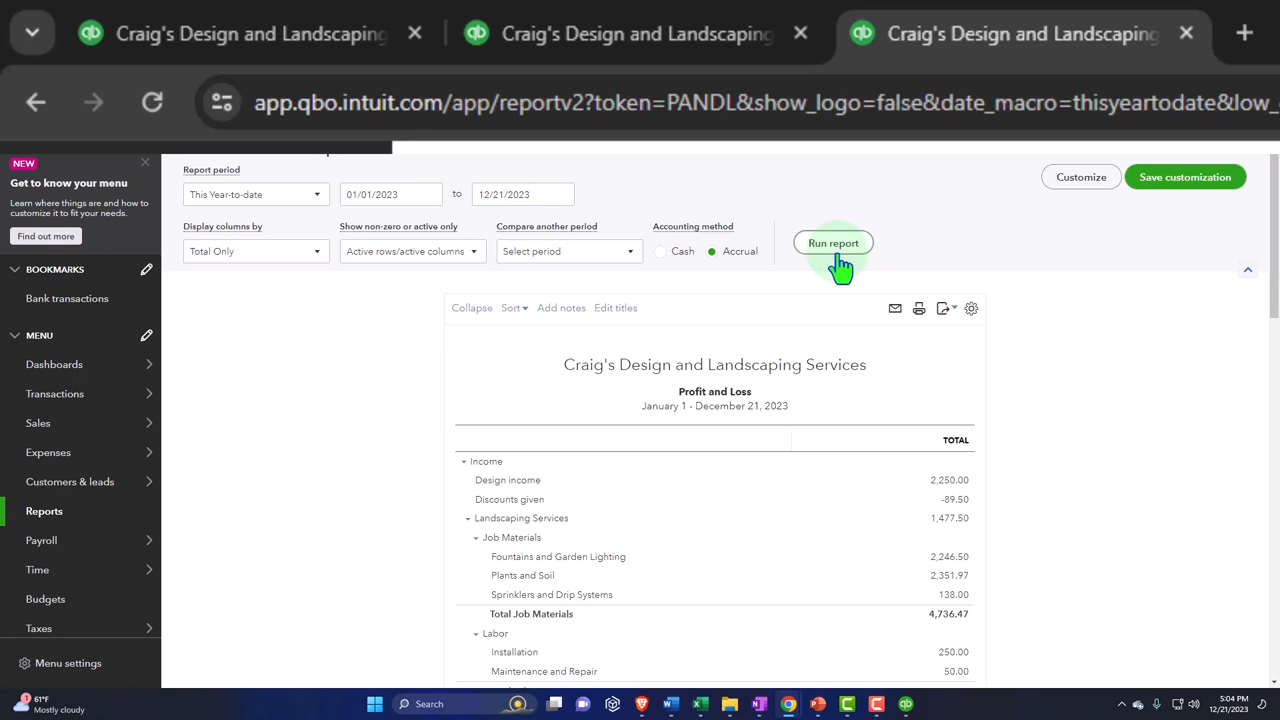 Craig's Design and Landscaping
Craig's Design and Landscaping
Craig's Design and Landscaping
app.qbo.intuit.com/app/reportv2?token=PANDL&show_logo=false&date_macro=thisyeartodate&low_
NEW
Get to know your menu
Learn where things are and how to
customize it to fit your needs.
Find out more
BOOKMARKS
Bank transactions
MENU
Dashboards
Transactions
Sales
Expenses
Customers & leads
Reports
Payroll
Time
Budgets
Taxes
Menu settings
Report period
This Year-to-date
01/01/2023
to
12/21/2023
Customize
Save customization
Display columns by
Show non-zero or active only
Compare another period
Accounting method
Total Only
Active rows/active columns
Select period
Cash
Accrual
Run report
Collapse
Sort
Add notes
Edit titles
Craig's Design and Landscaping Services
Profit and Loss
January 1 - December 21, 2023
TOTAL
Income
Design income 2,250.00
Discounts given -89.50
Landscaping Services 1,477.50
Job Materials
Fountains and Garden Lighting 2,246.50
Plants and Soil 2,351.97
Sprinklers and Drip Systems 138.00
Total Job Materials 4,736.47
Labor
Installation 250.00
Maintenance and Repair 50.00
1
61°F
Mostly cloudy
Search
5:04 PM
12/21/2023